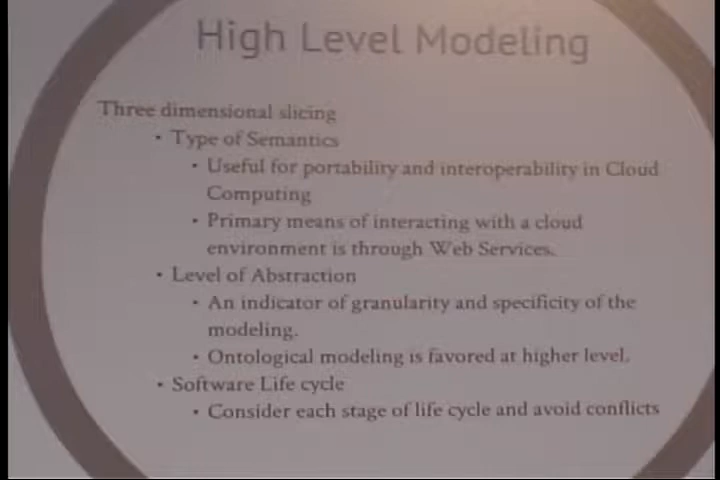 High Level Modeling
Three dimensional slicing
• Type of Semantics
• Useful for portability and interoperability in Cloud
Computing
• Primary means of interacting with a cloud
environment is through Web Services.
• Level of Abstraction
• An indicator of granularity and specificity of the
modeling.
• Ontological modeling is favored at higher level.
• Software Life cycle
• Consider each stage of life cycle and avoid conflicts